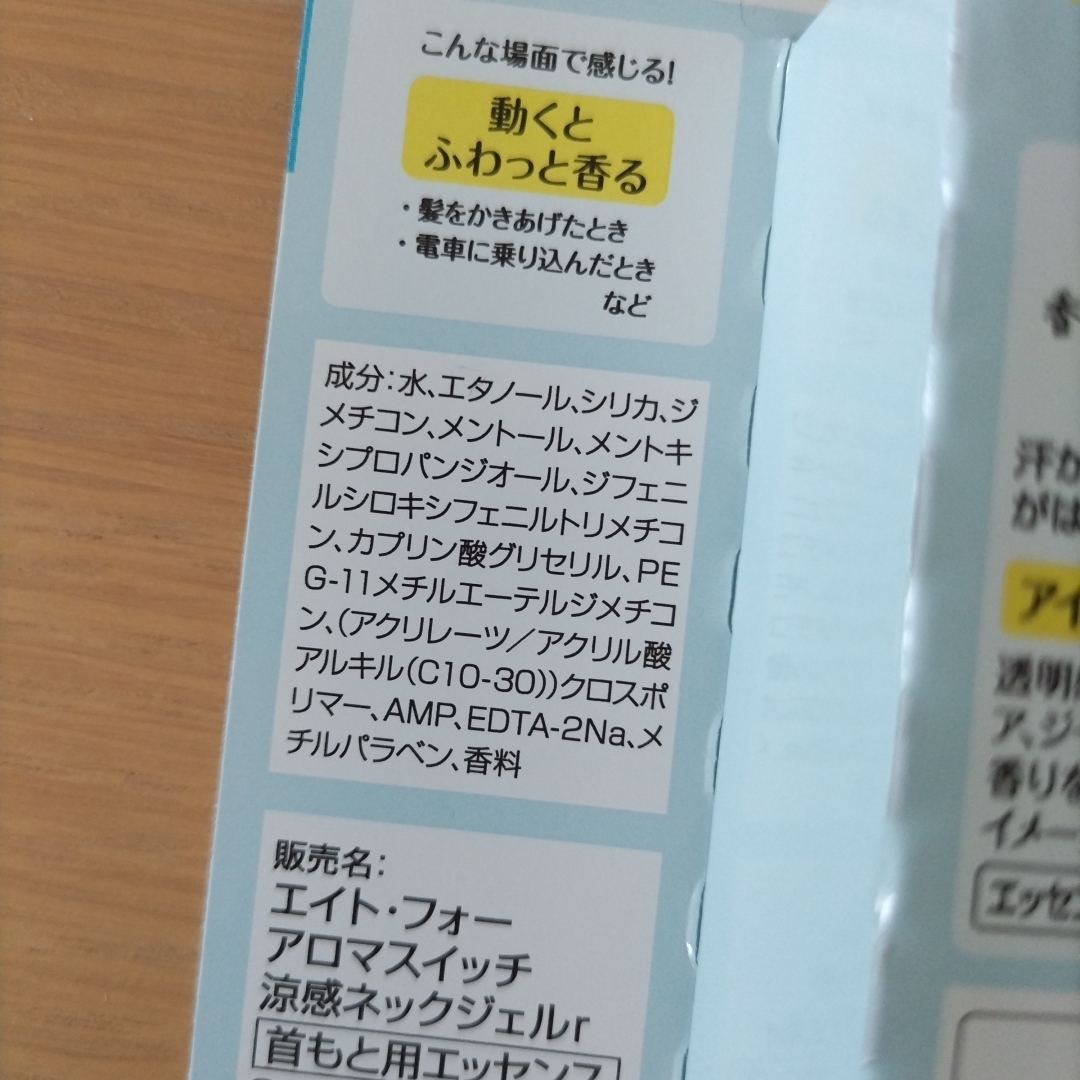 こんな場面で感じる!
動くと
ふわっと香る
・髪をかきあげたとき
・電車に乗り込んだとき
など
成分:水、エタノール、シリカ、ジ
メチコン、メントール、メントキ
シプロパンジオール、ジフェニ
ルシロキシフェニルトリメチコ
ン、カプリン酸グリセリル、PE
G-11メチルエーテルジメチコ
ン、(アクリレーツ/アクリル酸
アルキル(C10-30))クロスポ
リマー、AMP、EDTA-2Na、メ
チルパラベン、香料
販売名:
エイト・フォー
アロマスイッチ
涼感ネックジェルr
首もと用エッセンス
香
汗か
がは
アイ
透明感
ア、ジ
香りを
イメー
エッセン